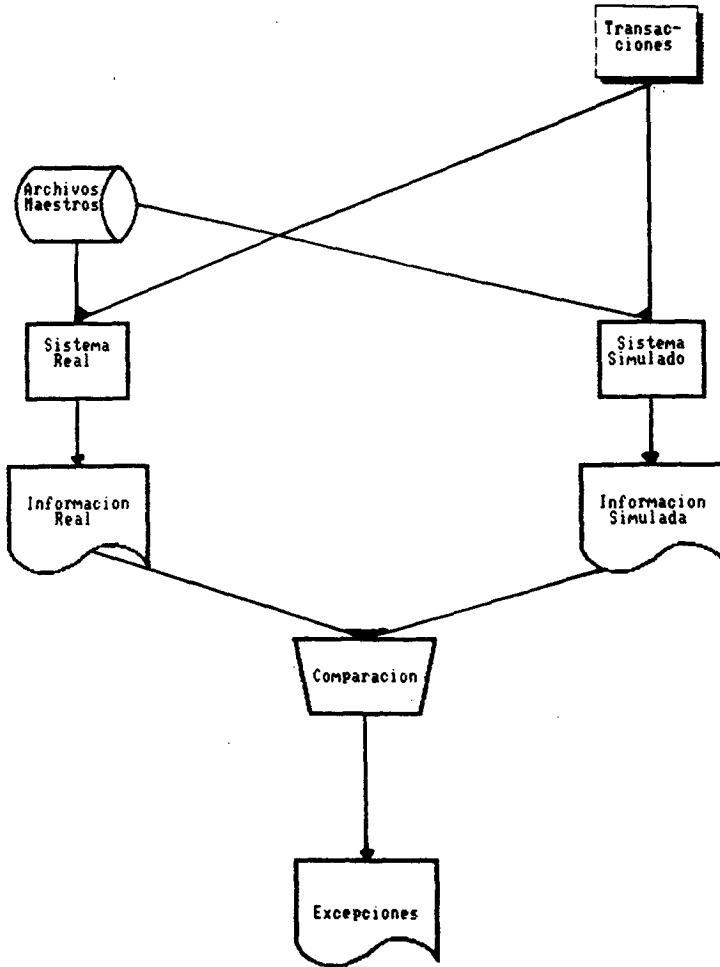 Transac-
ciones
Archivos
Maestros
Sistema
Real
Sistema
Simulado
Informacion
Real
Informacion
Simulada
Comparacion
Excepciones